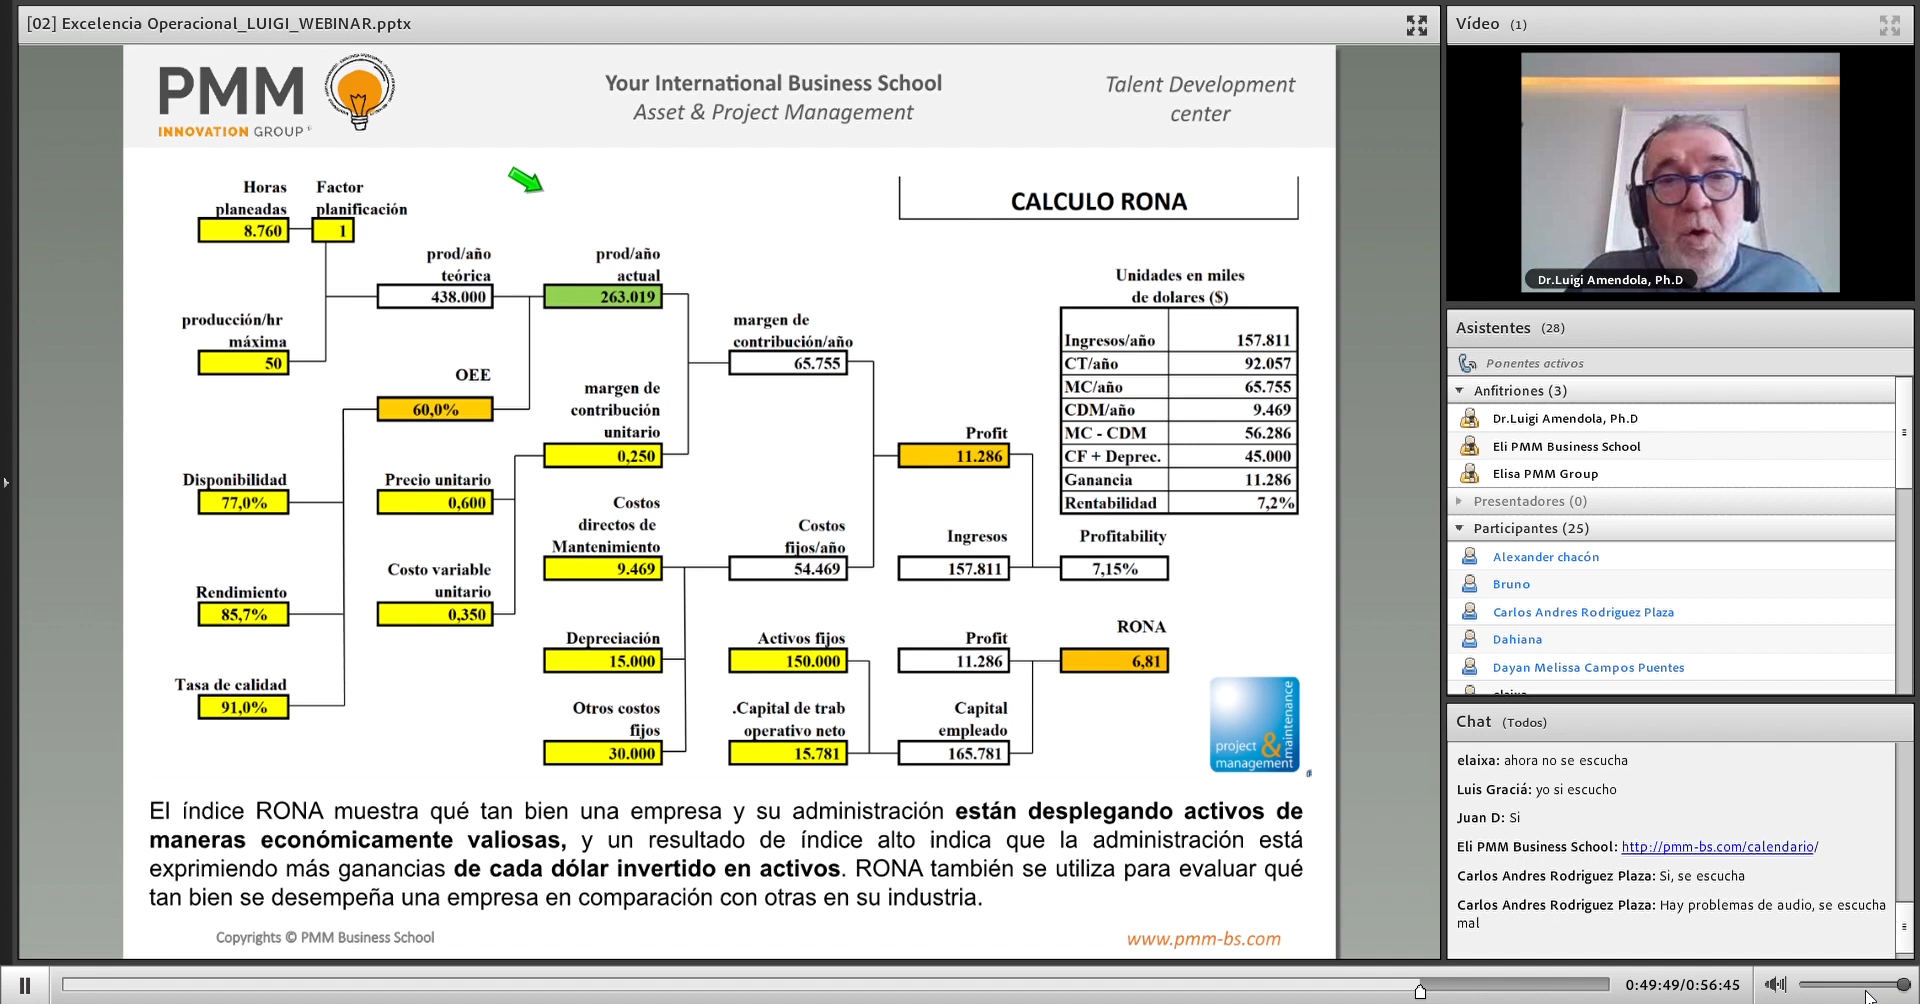 [02] Excelencia Operacional_LUIGI_WEBINAR.pptx
PMM
INNOVATION GROUP
Your International Business School
Asset & Project Management
Talent Development
center
CALCULO RONA
Horas
planeadas
8.760
Factor
planificación
1
prod/año
teórica
438.000
prod/año
actual
263.019
producción/hr
máxima
50
margen de
contribución/año
65.755
OEE
60,0%
margen de
contribución
unitario
0,250
Profit
11.286
Unidades en miles
de dolares ($)
Ingresos/año 157.811
CT/año 92.057
MC/año 65.755
CDM/año 9.469
MC - CDM 56.286
CF + Deprec. 45.000
Ganancia 11.286
Rentabilidad 7,2%
Disponibilidad
77,0%
Precio unitario
0,600
Costos
directos de
Mantenimiento
9.469
Costos
fijos/año
54.469
Ingresos
157.811
Profitability
7,15%
Rendimiento
85,7%
Costo variable
unitario
0,350
Depreciación
15.000
Activos fijos
150.000
Profit
11.286
RONA
6,81
Tasa de calidad
91,0%
Otros costos
fijos
30.000
.Capital de trab
operativo neto
15.781
Capital
empleado
165.781
project & management
maintenance
El índice RONA muestra qué tan bien una empresa y su administración están desplegando activos de
maneras económicamente valiosas, y un resultado de índice alto indica que la administración está
exprimiendo más ganancias de cada dólar invertido en activos. RONA también se utiliza para evaluar qué
tan bien se desempeña una empresa en comparación con otras en su industria.
Copyrights © PMM Business School
www.pmm-bs.com
Vídeo (1)
Dr.Luigi Amendola, Ph.D
Asistentes (28)
Ponentes activos
Anfitriones (3)
Dr.Luigi Amendola, Ph.D
Eli PMM Business School
Elisa PMM Group
Presentadores (0)
Participantes (25)
Alexander chacón
Bruno
Carlos Andres Rodriguez Plaza
Dahiana
Dayan Melissa Campos Puentes
Chat (Todos)
elaixa: ahora no se escucha
Luis Graciá: yo si escucho
Juan D: Si
Eli PMM Business School: http://pmm-bs.com/calendario/
Carlos Andres Rodriguez Plaza: Si, se escucha
Carlos Andres Rodriguez Plaza: Hay problemas de audio, se escucha
mal
0:49:49/0:56:45